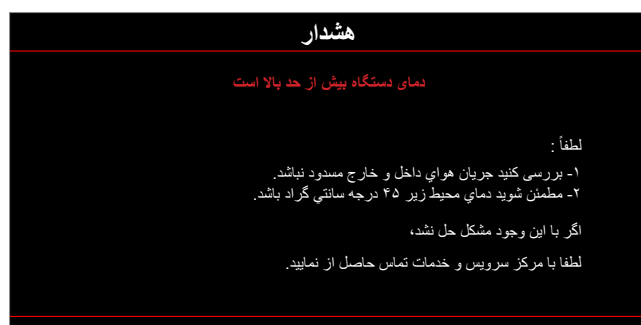 هشدار
دمای دستگاه بیش از حد بالا است
لطفاً :
۱- بررسی کنید جریان هواي داخل و خارج مسدود نباشد.
۲- مطمئن شوید دماي محیط زیر ۴۵ درجه سانتي گراد باشد.
اگر با این وجود مشکل حل نشد،
لطفا با مرکز سرویس و خدمات تماس حاصل از نمایید.